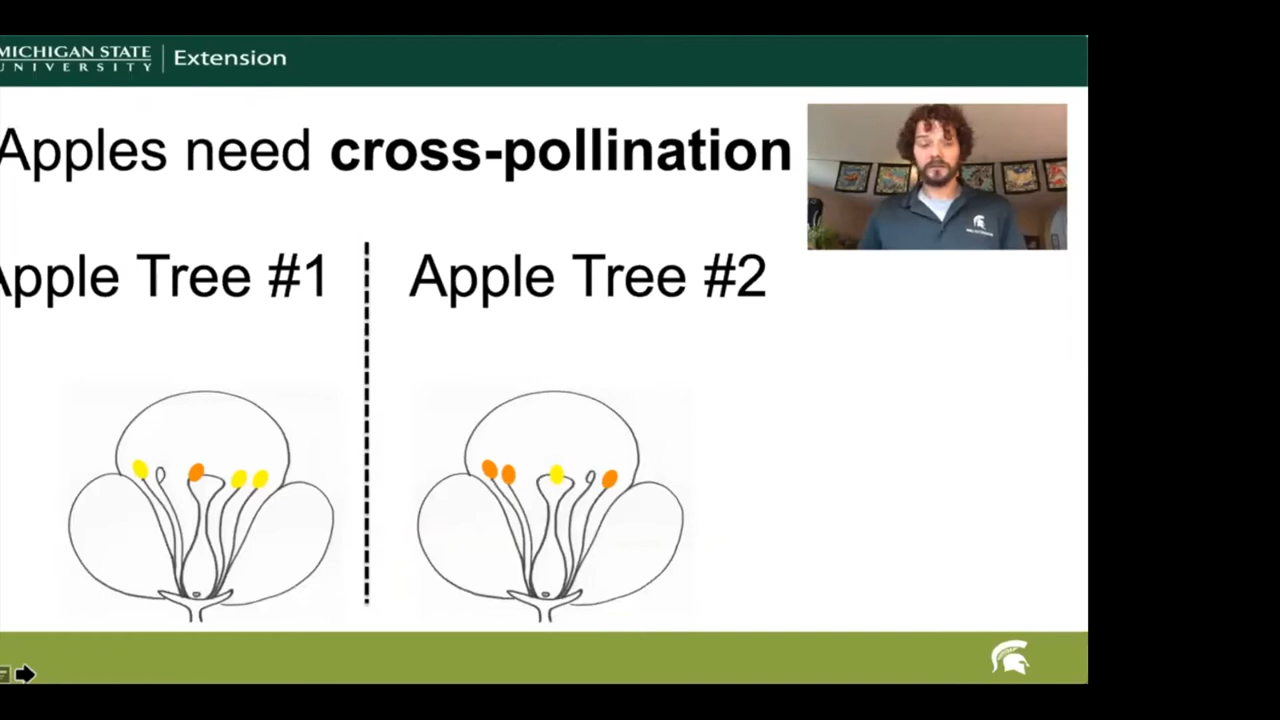 MICHIGAN STATE
UNIVERSITY
Extension
Apples need cross-pollination
Apple Tree #1
Apple Tree #2